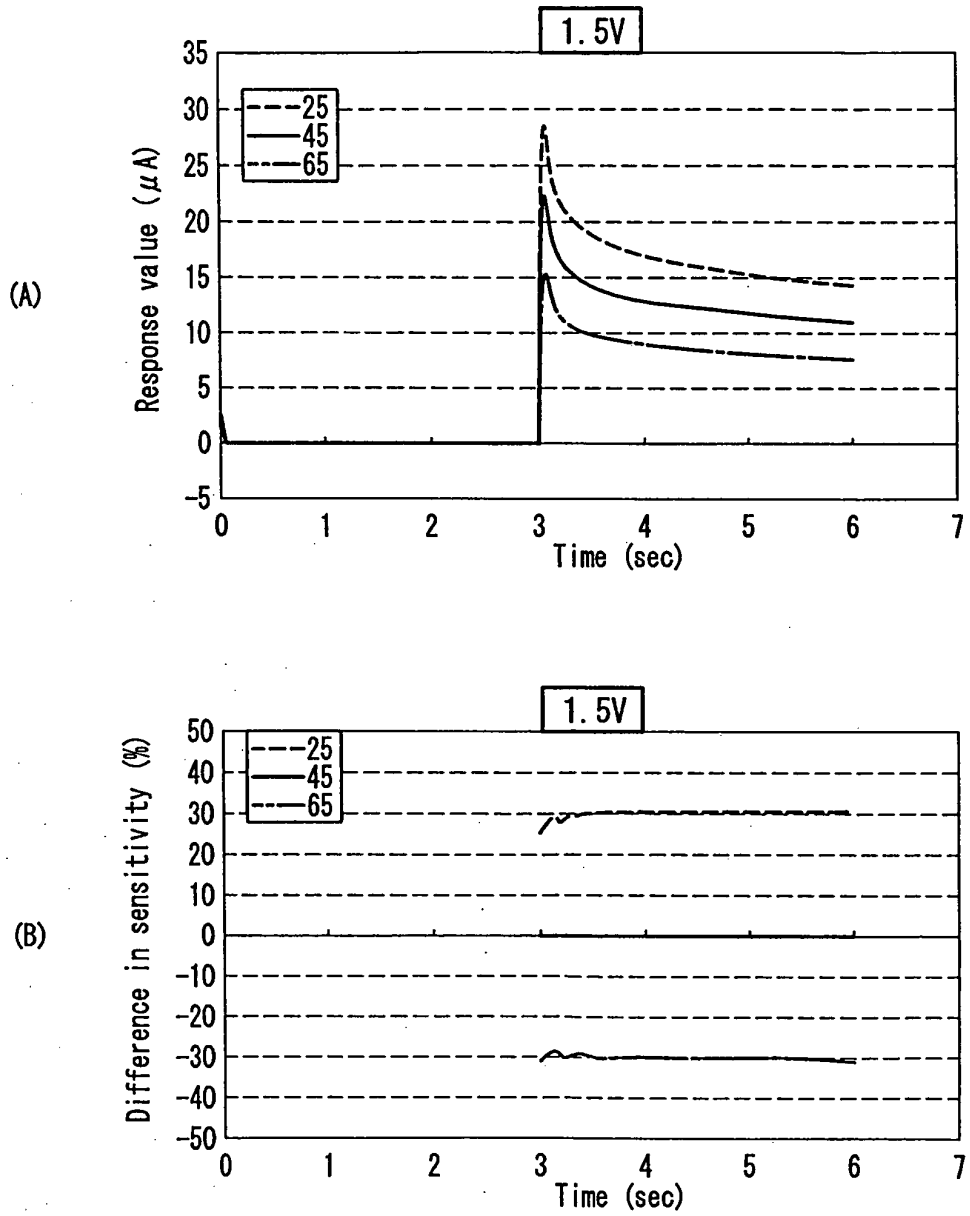 (A)
1.5V
Response value (μA)
35
30
25
20
15
10
5
0
-5
25
45
65
0 1 2 3 4 5 6 7
Time (sec)
(B)
1.5V
Difference in sensitivity (%)
50
40
30
20
10
0
-10
-20
-30
-40
-50
25
45
65
0 1 2 3 4 5 6 7
Time (sec)